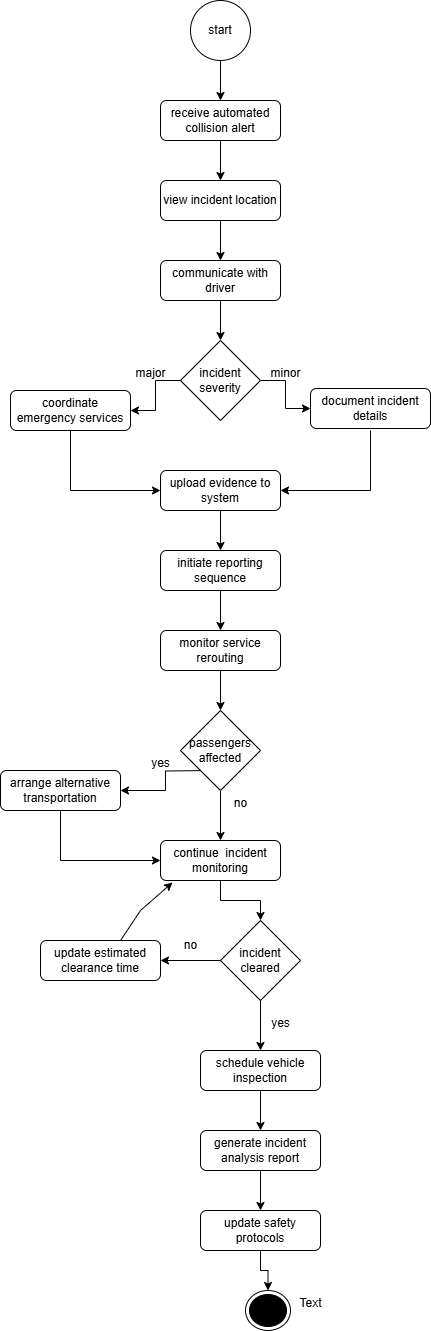 start
receive automated
collision alert
view incident location
communicate with
driver
incident
severity
major
minor
coordinate
emergency services
document incident
details
upload evidence to
system
initiate reporting
sequence
monitor service
rerouting
passengers
affected
yes
no
arrange alternative
transportation
continue  incident
monitoring
incident
cleared
no
update estimated
clearance time
yes
schedule vehicle
inspection
generate incident
analysis report
update safety
protocols
Text